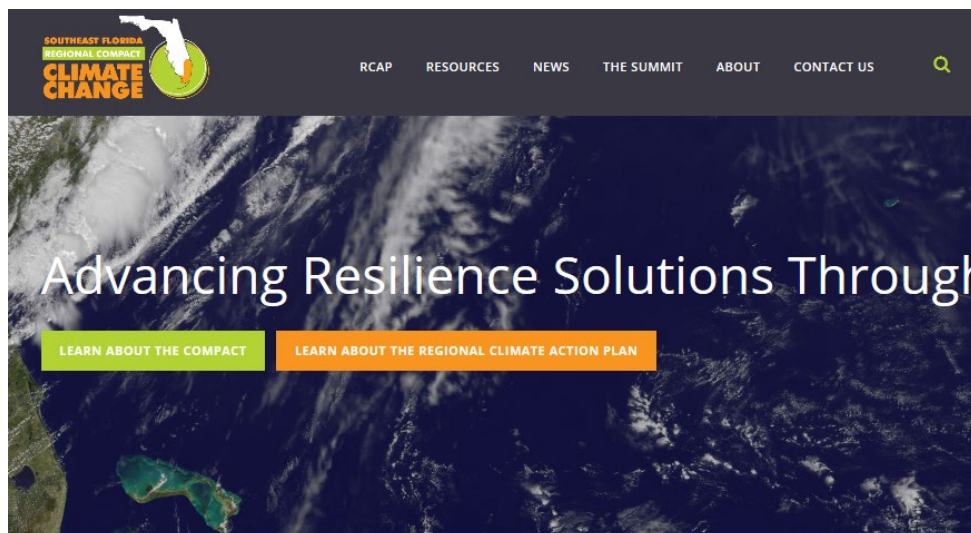 SOUTHEAST FLORIDA
REGIONAL COMPACT
CLIMATE
CHANGE
RCAP RESOURCES NEWS THE SUMMIT ABOUT CONTACT US
Advancing Resilience Solutions Through
LEARN ABOUT THE COMPACT LEARN ABOUT THE REGIONAL CLIMATE ACTION PLAN